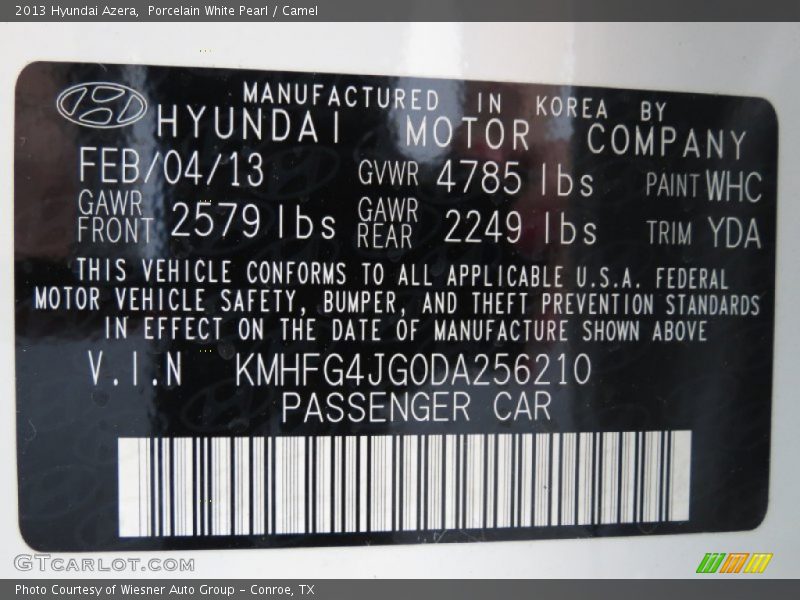 2013 Hyundai Azera, Porcelain White Pearl / Camel
MANUFACTURED IN KOREA BY
HYUNDAI MOTOR COMPANY
FEB/04/13 GVWR 4785 lbs PAINT WHC
GAWR FRONT 2579 lbs GAWR REAR 2249 lbs TRIM YDA
THIS VEHICLE CONFORMS TO ALL APPLICABLE U.S.A. FEDERAL
MOTOR VEHICLE SAFETY, BUMPER, AND THEFT PREVENTION STANDARDS
IN EFFECT ON THE DATE OF MANUFACTURE SHOWN ABOVE
V.I.N KMHFG4JG0DA256210
PASSENGER CAR
GTCARLOT.COM
Photo Courtesy of Wiesner Auto Group - Conroe, TX